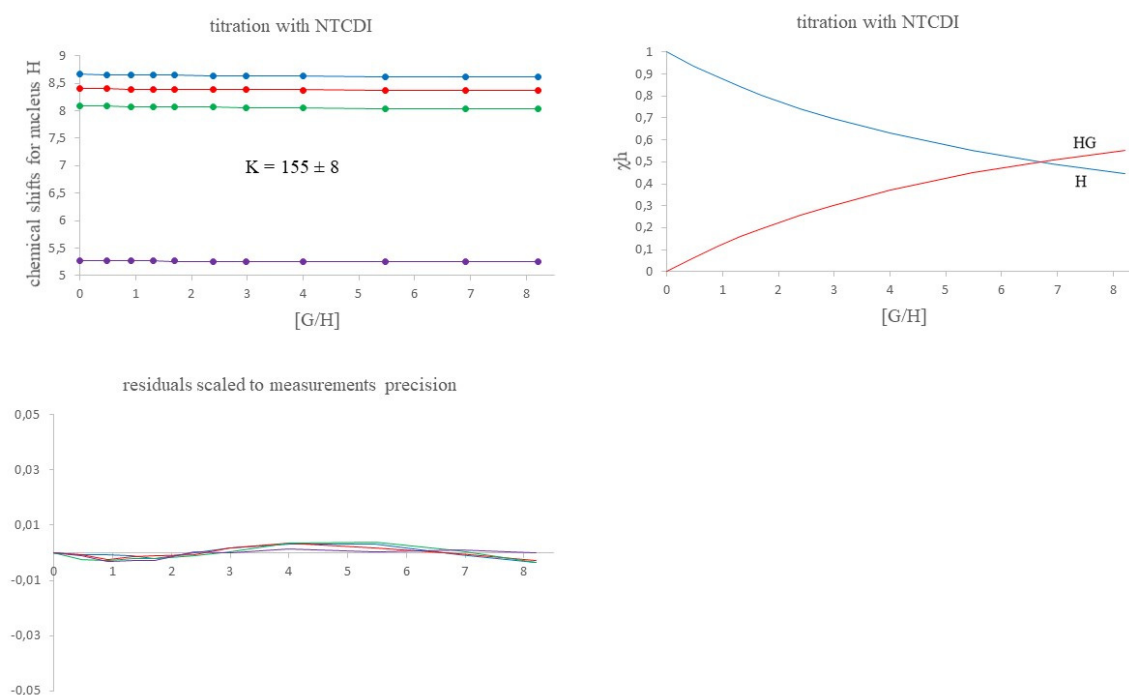 titration with NTCDI
chemical shifts for nucleus H
9
8,5
8
7,5
7
6,5
6
5,5
5
K = 155 ± 8
0 1 2 3 4 5 6 7 8
[G/H]
titration with NTCDI
χh
1
0,9
0,8
0,7
0,6
0,5
0,4
0,3
0,2
0,1
0
HG
H
0 1 2 3 4 5 6 7 8
[G/H]
residuals scaled to measurements precision
0,05
0,03
0,01
-0,01
-0,03
-0,05
0 1 2 3 4 5 6 7 8